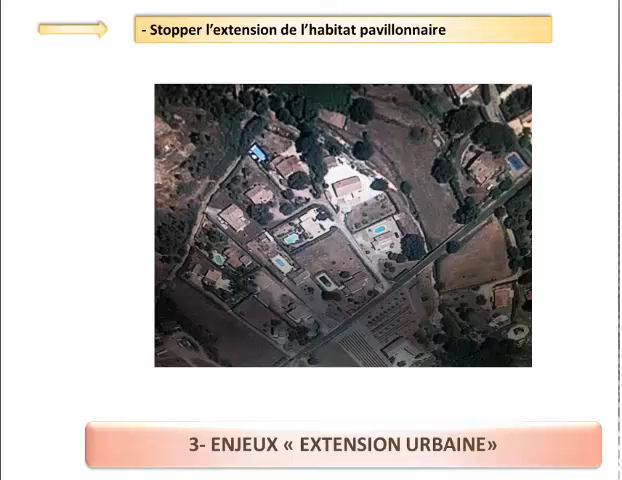 - Stopper l'extension de l'habitat pavillonnaire
3- ENJEUX « EXTENSION URBAINE»